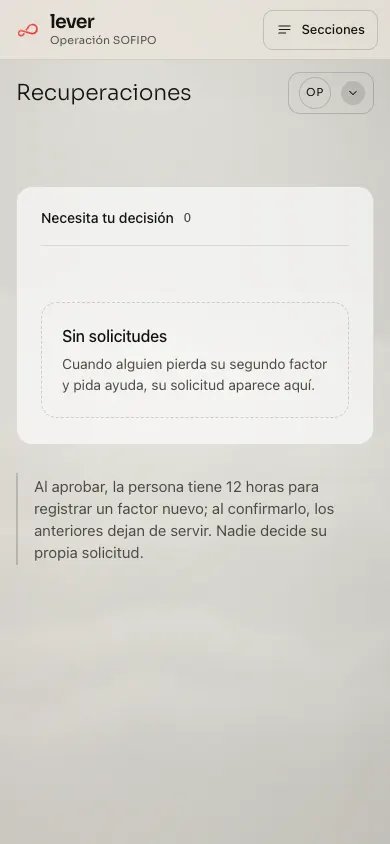 lever
Operación SOFIPO
Secciones
Recuperaciones
OP
Necesita tu decisión 0
Sin solicitudes
Cuando alguien pierda su segundo factor
y pida ayuda, su solicitud aparece aquí.
Al aprobar, la persona tiene 12 horas para
registrar un factor nuevo; al confirmarlo, los
anteriores dejan de servir. Nadie decide su
propia solicitud.